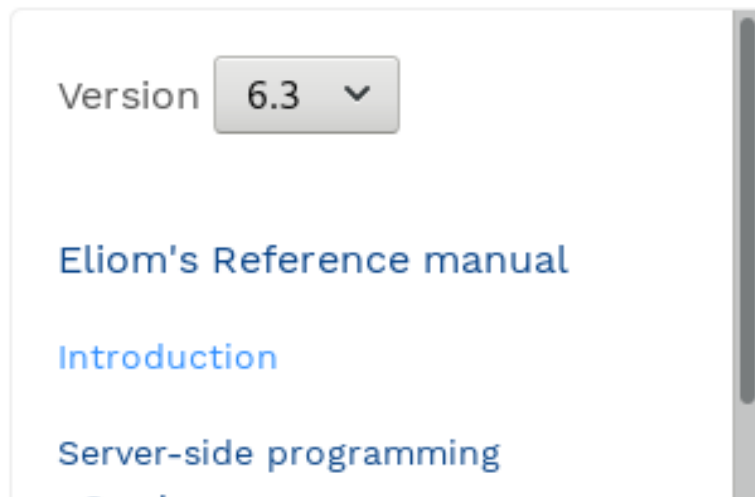 Version 6.3
Eliom's Reference manual
Introduction
Server-side programming